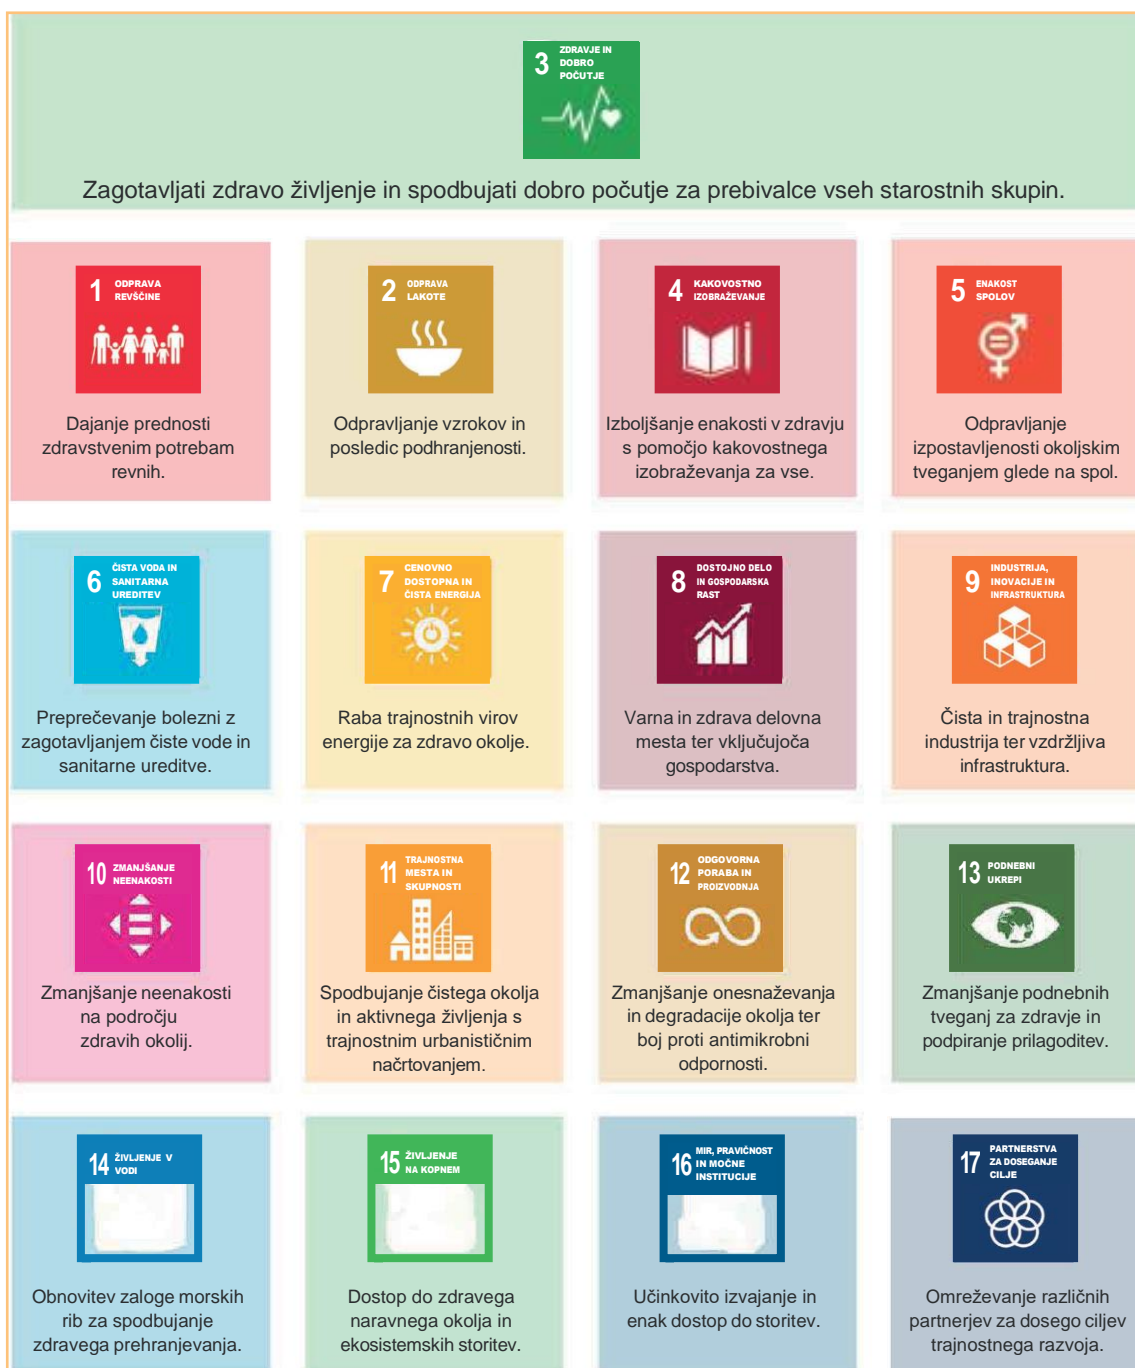 3 ZDRAVJE IN
DOBRO
POČUTJE
Zagotavljati zdravo življenje in spodbujati dobro počutje za prebivalce vseh starostnih skupin.
1 ODPRAVA
REVŠČINE
Dajanje prednosti
zdravstvenim potrebam
revnih.
2 ODPRAVA
LAKOTE
Odpravljanje vzrokov in
posledic podhranjenosti.
4 KAKOVOSTNO
IZOBRAŽEVANJE
Izboljšanje enakosti v zdravju
s pomočjo kakovostnega
izobraževanja za vse.
5 ENAKOST
SPOLOV
Odpravljanje
izpostavljenosti okoljskim
tveganjem glede na spol.
6 ČISTA VODA IN
SANITARNA
UREDITEV
Preprečevanje bolezni z
zagotavljanjem čiste vode in
sanitarne ureditve.
7 CENOVNO
DOSTOPNA IN
ČISTA ENERGIJA
Raba trajnostnih virov
energije za zdravo okolje.
8 DOSTOJNO DELO
IN GOSPODARSKA
RAST
Varna in zdrava delovna
mesta ter vključujoča
gospodarstva.
9 INDUSTRIJA,
INOVACIJE IN
INFRASTRUKTURA
Čista in trajnostna
industrija ter vzdržljiva
infrastruktura.
10 ZMANJŠANJE
NEENAKOSTI
Zmanjšanje neenakosti
na področju
zdravih okolij.
11 TRAJNOSTNA
MESTA IN
SKUPNOSTI
Spodbujanje čistega okolja
in aktivnega življenja s
trajnostnim urbanističnim
načrtovanjem.
12 ODGOVORNA
PORABA IN
PROIZVODNJA
Zmanjšanje onesnaževanja
in degradacije okolja ter
boj proti antimikrobni
odpornosti.
13 PODNEBNI
UKREPI
Zmanjšanje podnebnih
tveganj za zdravje in
podpiranje prilagoditev.
14 ŽIVLJENJE V
VODI
Obnovitev zaloge morskih
rib za spodbujanje
zdravega prehranjevanja.
15 ŽIVLJENJE
NA KOPNEM
Dostop do zdravega
naravnega okolja in
ekosistemskih storitev.
16 MIR, PRAVIČNOST
IN MOČNE
INSTITUCIJE
Učinkovito izvajanje in
enak dostop do storitev.
17 PARTNERSTVA
ZA DOSEGANJE
CILJE
Omreževanje različnih
partnerjev za dosego ciljev
trajnostnega razvoja.